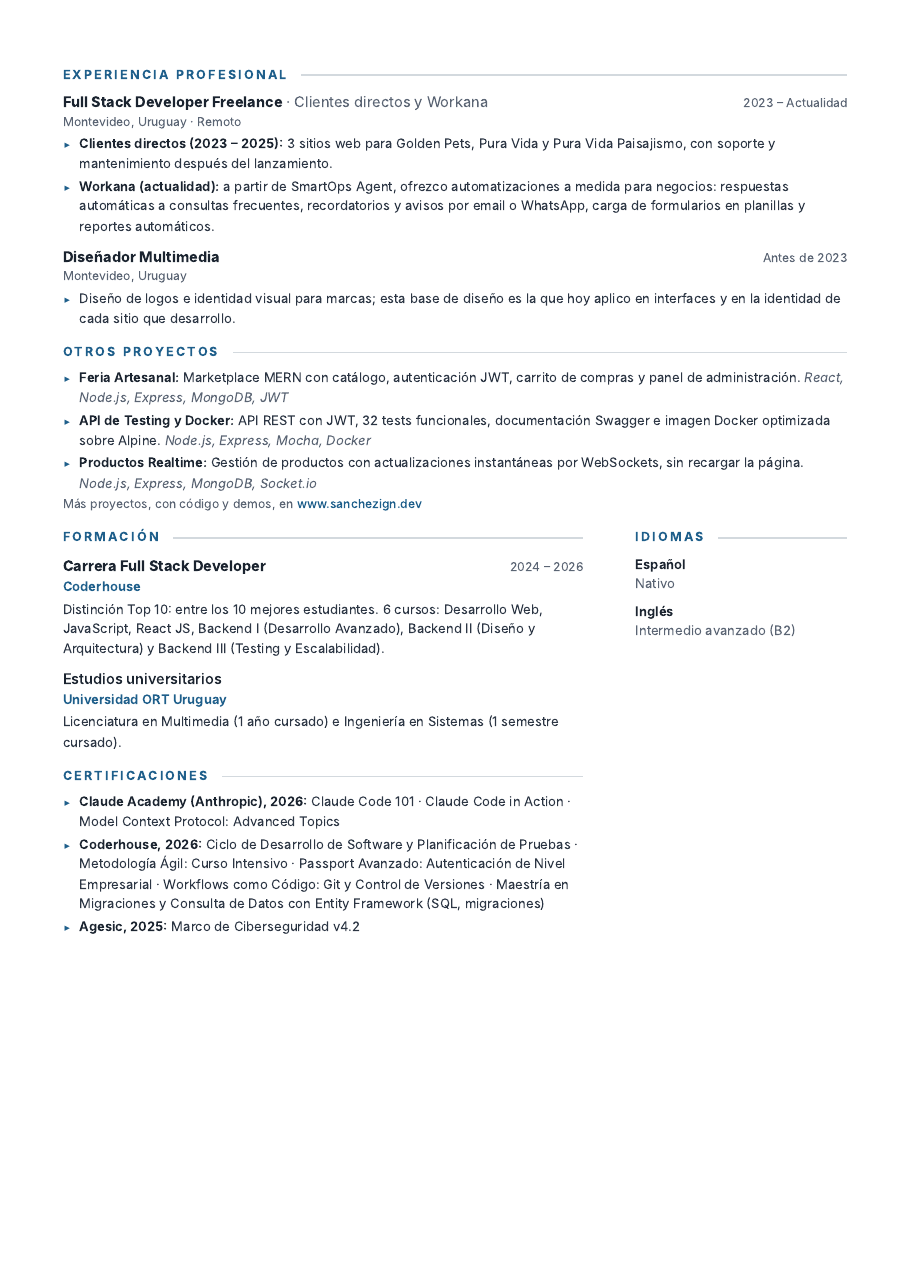 EXPERIENCIA PROFESIONAL
Full Stack Developer Freelance · Clientes directos y Workana 2023 – Actualidad
Montevideo, Uruguay · Remoto
▸ Clientes directos (2023 – 2025): 3 sitios web para Golden Pets, Pura Vida y Pura Vida Paisajismo, con soporte y
mantenimiento después del lanzamiento.
▸ Workana (actualidad): a partir de SmartOps Agent, ofrezco automatizaciones a medida para negocios: respuestas
automáticas a consultas frecuentes, recordatorios y avisos por email o WhatsApp, carga de formularios en planillas y
reportes automáticos.
Diseñador Multimedia Antes de 2023
Montevideo, Uruguay
▸ Diseño de logos e identidad visual para marcas; esta base de diseño es la que hoy aplico en interfaces y en la identidad de
cada sitio que desarrollo.
OTROS PROYECTOS
▸ Feria Artesanal: Marketplace MERN con catálogo, autenticación JWT, carrito de compras y panel de administración. React,
Node.js, Express, MongoDB, JWT
▸ API de Testing y Docker: API REST con JWT, 32 tests funcionales, documentación Swagger e imagen Docker optimizada
sobre Alpine. Node.js, Express, Mocha, Docker
▸ Productos Realtime: Gestión de productos con actualizaciones instantáneas por WebSockets, sin recargar la página.
Node.js, Express, MongoDB, Socket.io
Más proyectos, con código y demos, en www.sanchezign.dev
FORMACIÓN
Carrera Full Stack Developer 2024 – 2026
Coderhouse
Distinción Top 10: entre los 10 mejores estudiantes. 6 cursos: Desarrollo Web,
JavaScript, React JS, Backend I (Desarrollo Avanzado), Backend II (Diseño y
Arquitectura) y Backend III (Testing y Escalabilidad).
Estudios universitarios
Universidad ORT Uruguay
Licenciatura en Multimedia (1 año cursado) e Ingeniería en Sistemas (1 semestre
cursado).
CERTIFICACIONES
▸ Claude Academy (Anthropic), 2026: Claude Code 101 · Claude Code in Action ·
Model Context Protocol: Advanced Topics
▸ Coderhouse, 2026: Ciclo de Desarrollo de Software y Planificación de Pruebas ·
Metodología Ágil: Curso Intensivo · Passport Avanzado: Autenticación de Nivel
Empresarial · Workflows como Código: Git y Control de Versiones · Maestría en
Migraciones y Consulta de Datos con Entity Framework (SQL, migraciones)
▸ Agesic, 2025: Marco de Ciberseguridad v4.2
IDIOMAS
Español
Nativo
Inglés
Intermedio avanzado (B2)